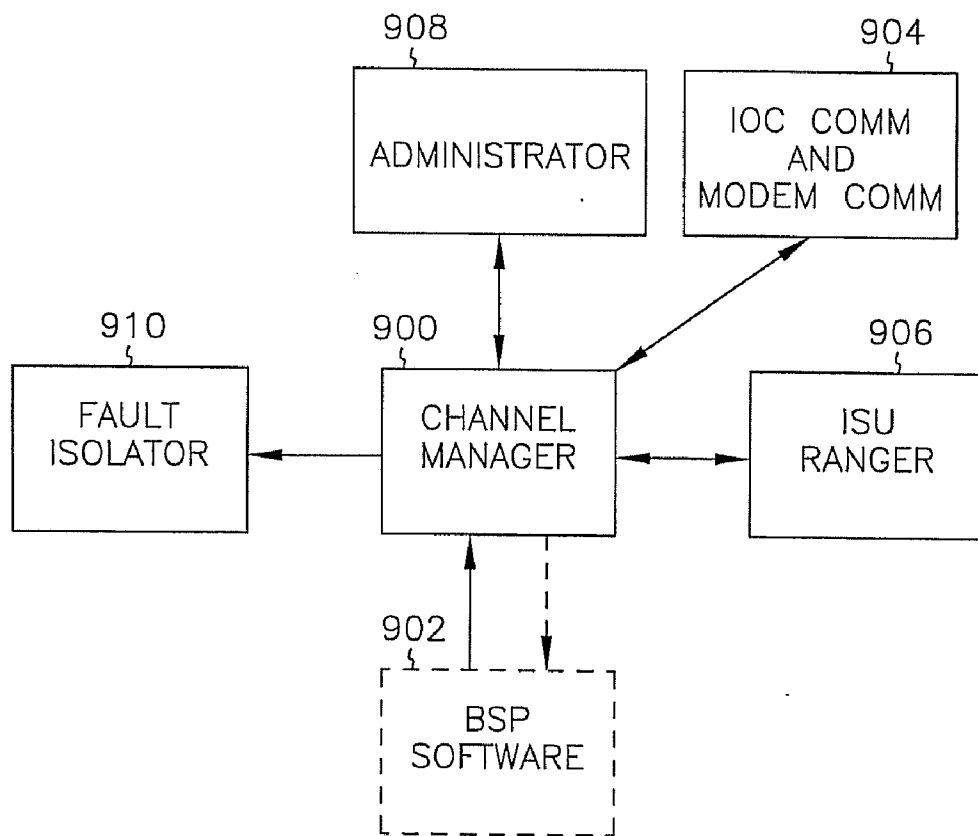 908
ADMINISTRATOR
904
IOC COMM
AND
MODEM COMM
910
FAULT
ISOLATOR
900
CHANNEL
MANAGER
906
ISU
RANGER
902
BSP
SOFTWARE